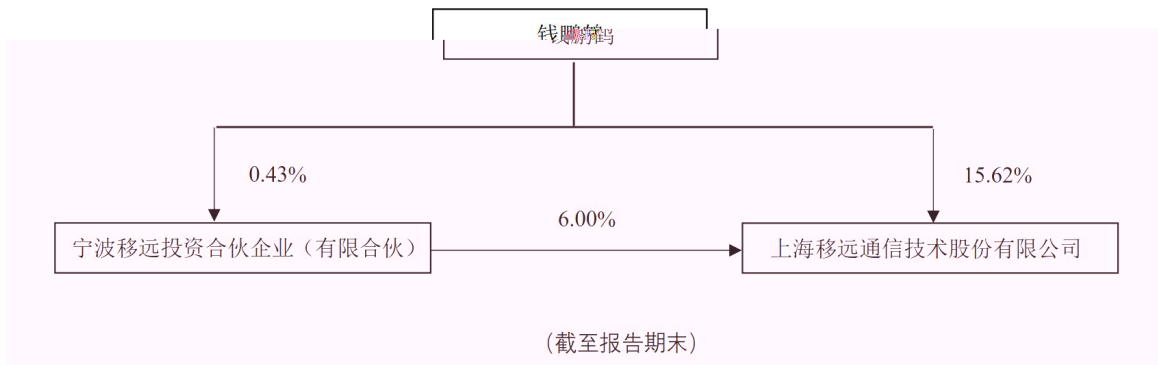 钱鹏鹤
0.43%
15.62%
6.00%
宁波移远投资合伙企业（有限合伙）
上海移远通信技术股份有限公司
（截至报告期末）